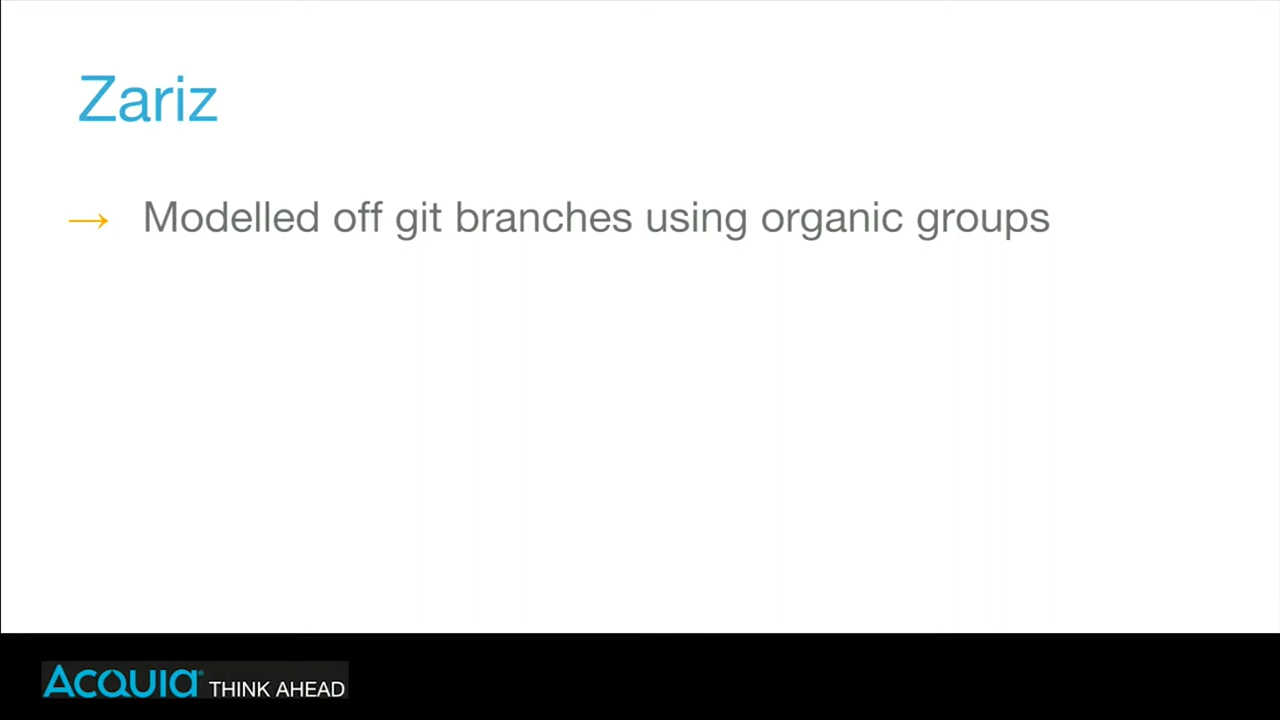 Zariz
→ Modelled off git branches using organic groups
Acquia® THINK AHEAD